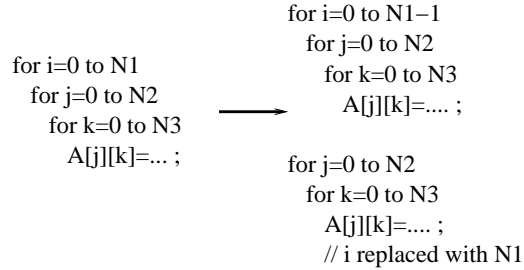 for i=0 to N1
for j=0 to N2
for k=0 to N3
A[j][k]=... ;
for i=0 to N1−1
for j=0 to N2
for k=0 to N3
A[j][k]=.... ;
for j=0 to N2
for k=0 to N3
A[j][k]=.... ;
// i replaced with N1